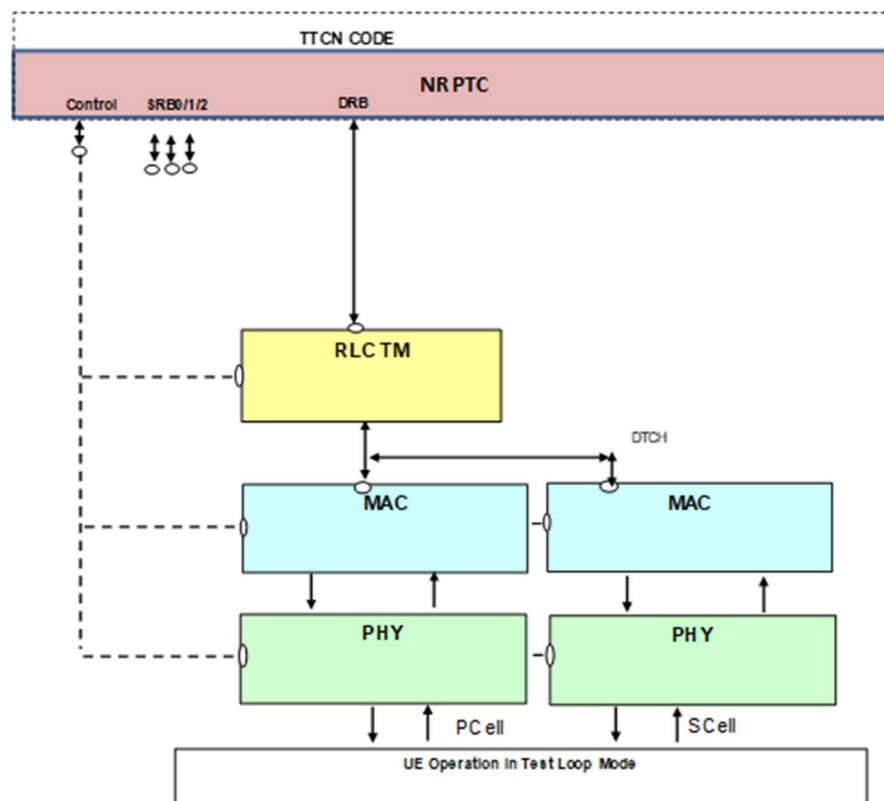 TTCN CODE
NR PTC
Control SRB0/1/2 DRB
RLC TM
DTCH
MAC MAC
PHY PHY
PCell SCell
UE Operation In Test Loop Mode